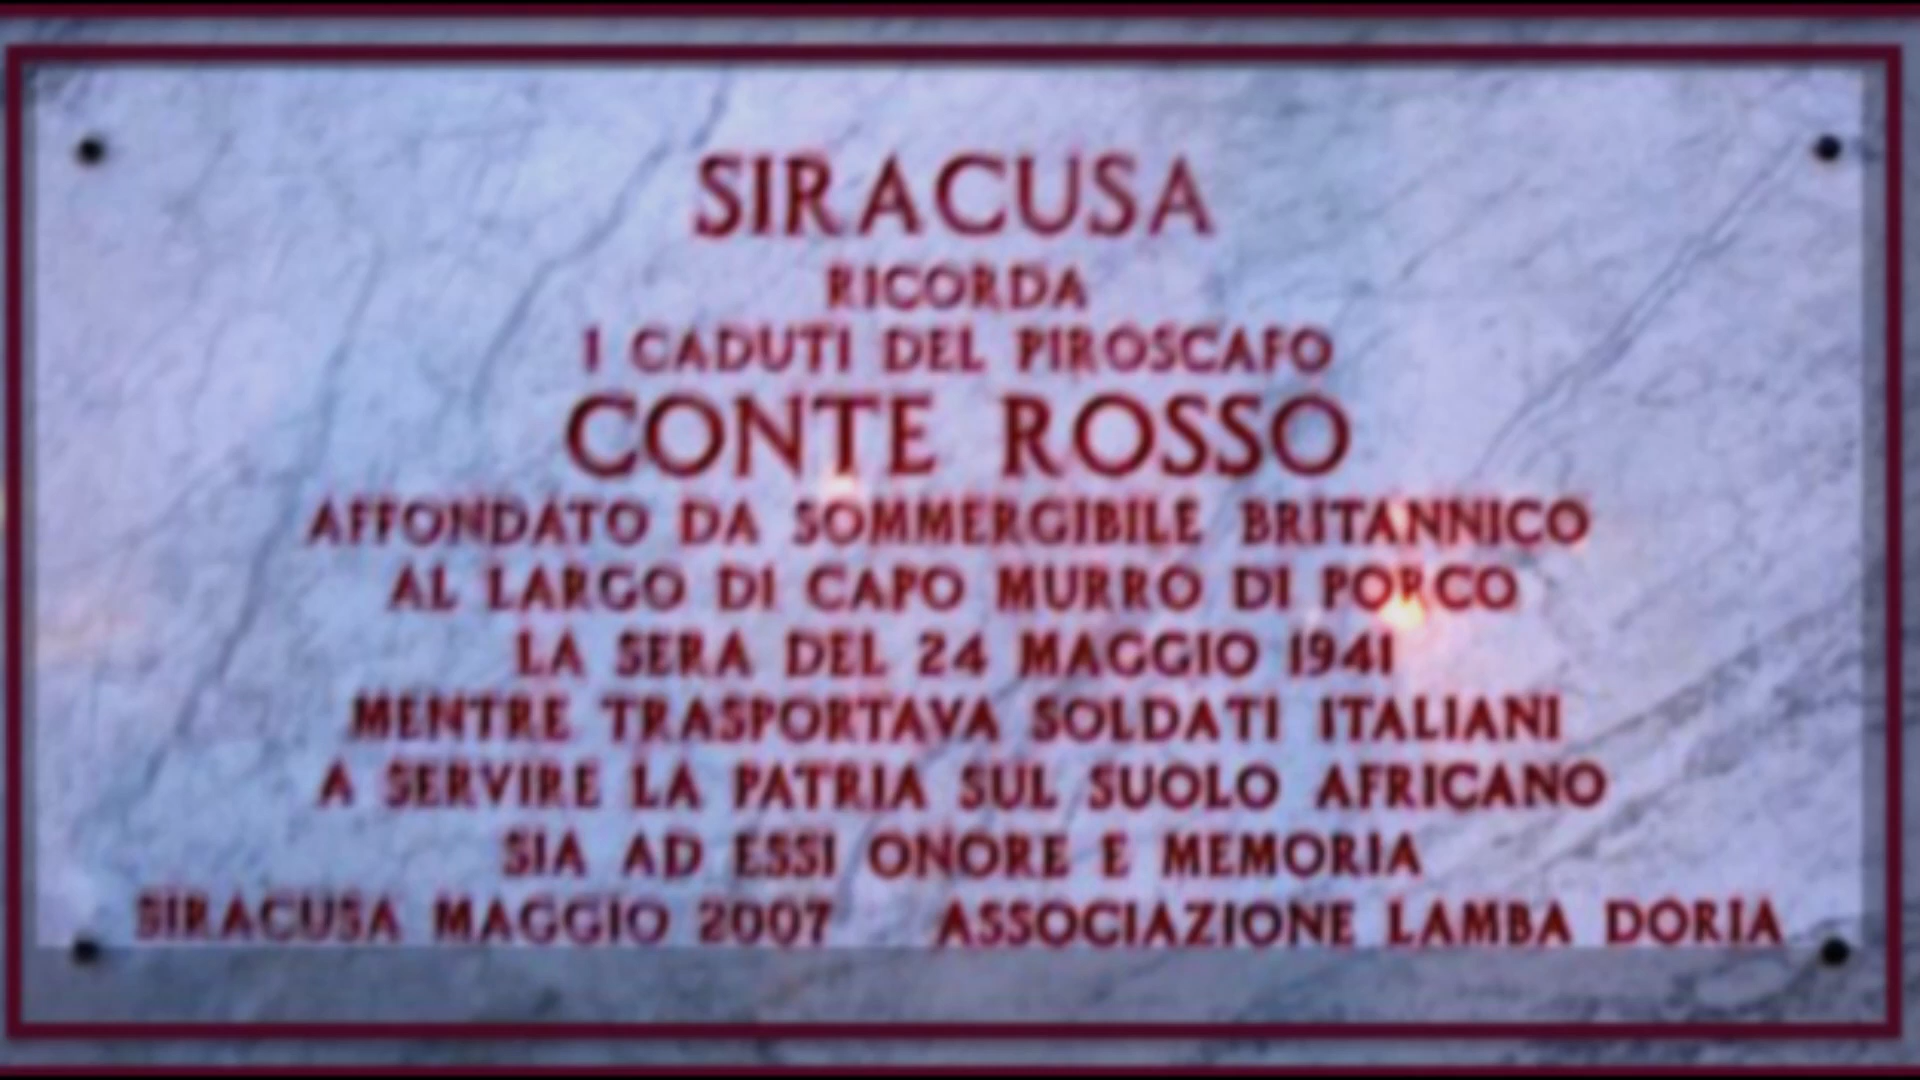 SIRACUSA
RICORDA
I CADUTI DEL PIROSCAFO
CONTE ROSSO
AFFONDATO DA SOMMERGIBILE BRITANNICO
AL LARGO DI CAPO MURRO DI PORCO
LA SERA DEL 24 MAGGIO 1941
MENTRE TRASPORTAVA SOLDATI ITALIANI
A SERVIRE LA PATRIA SUL SUOLO AFRICANO
SIA AD ESSI ONORE E MEMORIA
SIRACUSA MAGGIO 2007 ASSOCIAZIONE LAMBA DORIA